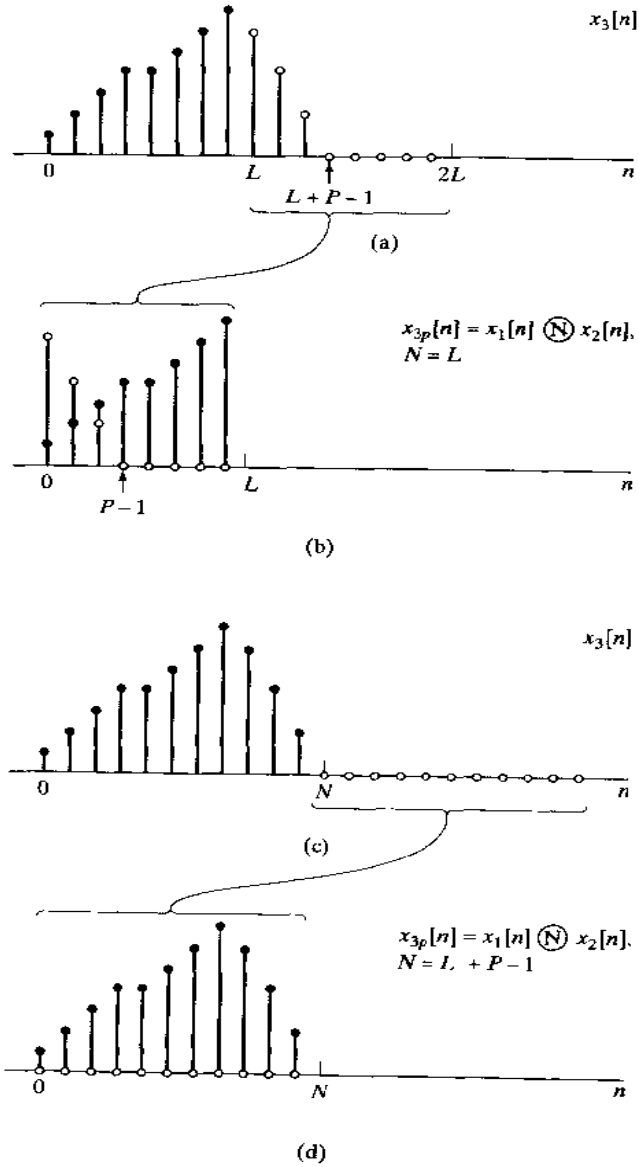 x₃[n]
0 L 2L n
L + P − 1
(a)
x₃ₚ[n] = x₁[n] Ⓝ x₂[n],
N = L
0 L n
P − 1
(b)
x₃[n]
0 N n
(c)
x₃ₚ[n] = x₁[n] Ⓝ x₂[n],
N = L + P − 1
0 N n
(d)